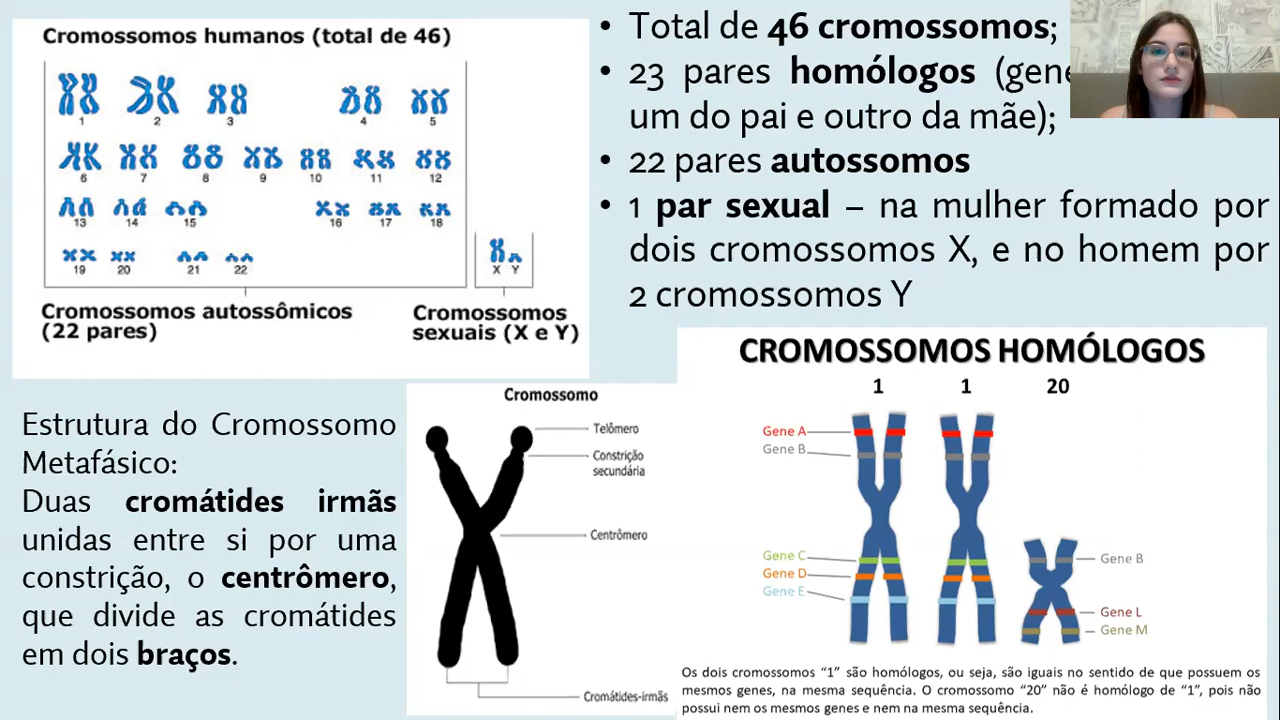 Cromossomos humanos (total de 46)
1 2 3 4 5
6 7 8 9 10 11 12
13 14 15 16 17 18
19 20 21 22 X Y
Cromossomos autossômicos
(22 pares)
Cromossomos
sexuais (X e Y)
• Total de 46 cromossomos;
• 23 pares homólogos (gene
um do pai e outro da mãe);
• 22 pares autossomos
• 1 par sexual – na mulher formado por
dois cromossomos X, e no homem por
2 cromossomos Y
Estrutura do Cromossomo
Metafásico:
Duas cromátides irmãs
unidas entre si por uma
constrição, o centrômero,
que divide as cromátides
em dois braços.
Cromossomo
Telômero
Constrição
secundária
Centrômero
Cromátides-irmãs
CROMOSSOMOS HOMÓLOGOS
1 1 20
Gene A
Gene B
Gene C
Gene D
Gene E
Gene B
Gene L
Gene M
Os dois cromossomos “1” são homólogos, ou seja, são iguais no sentido de que possuem os
mesmos genes, na mesma sequência. O cromossomo “20” não é homólogo de “1”, pois não
possui nem os mesmos genes e nem na mesma sequência.